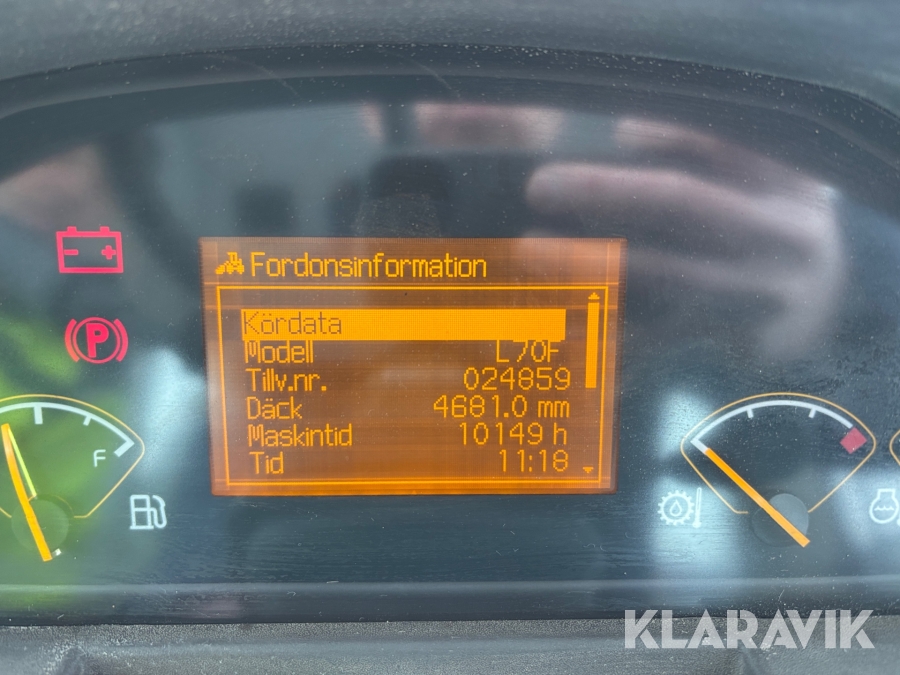 Fordonsinformation
Kördata
Modell L70F
Tillv.nr. 024859
Däck 4681.0 mm
Maskintid 10149 h
Tid 11:18
P
F
KLARAVIK